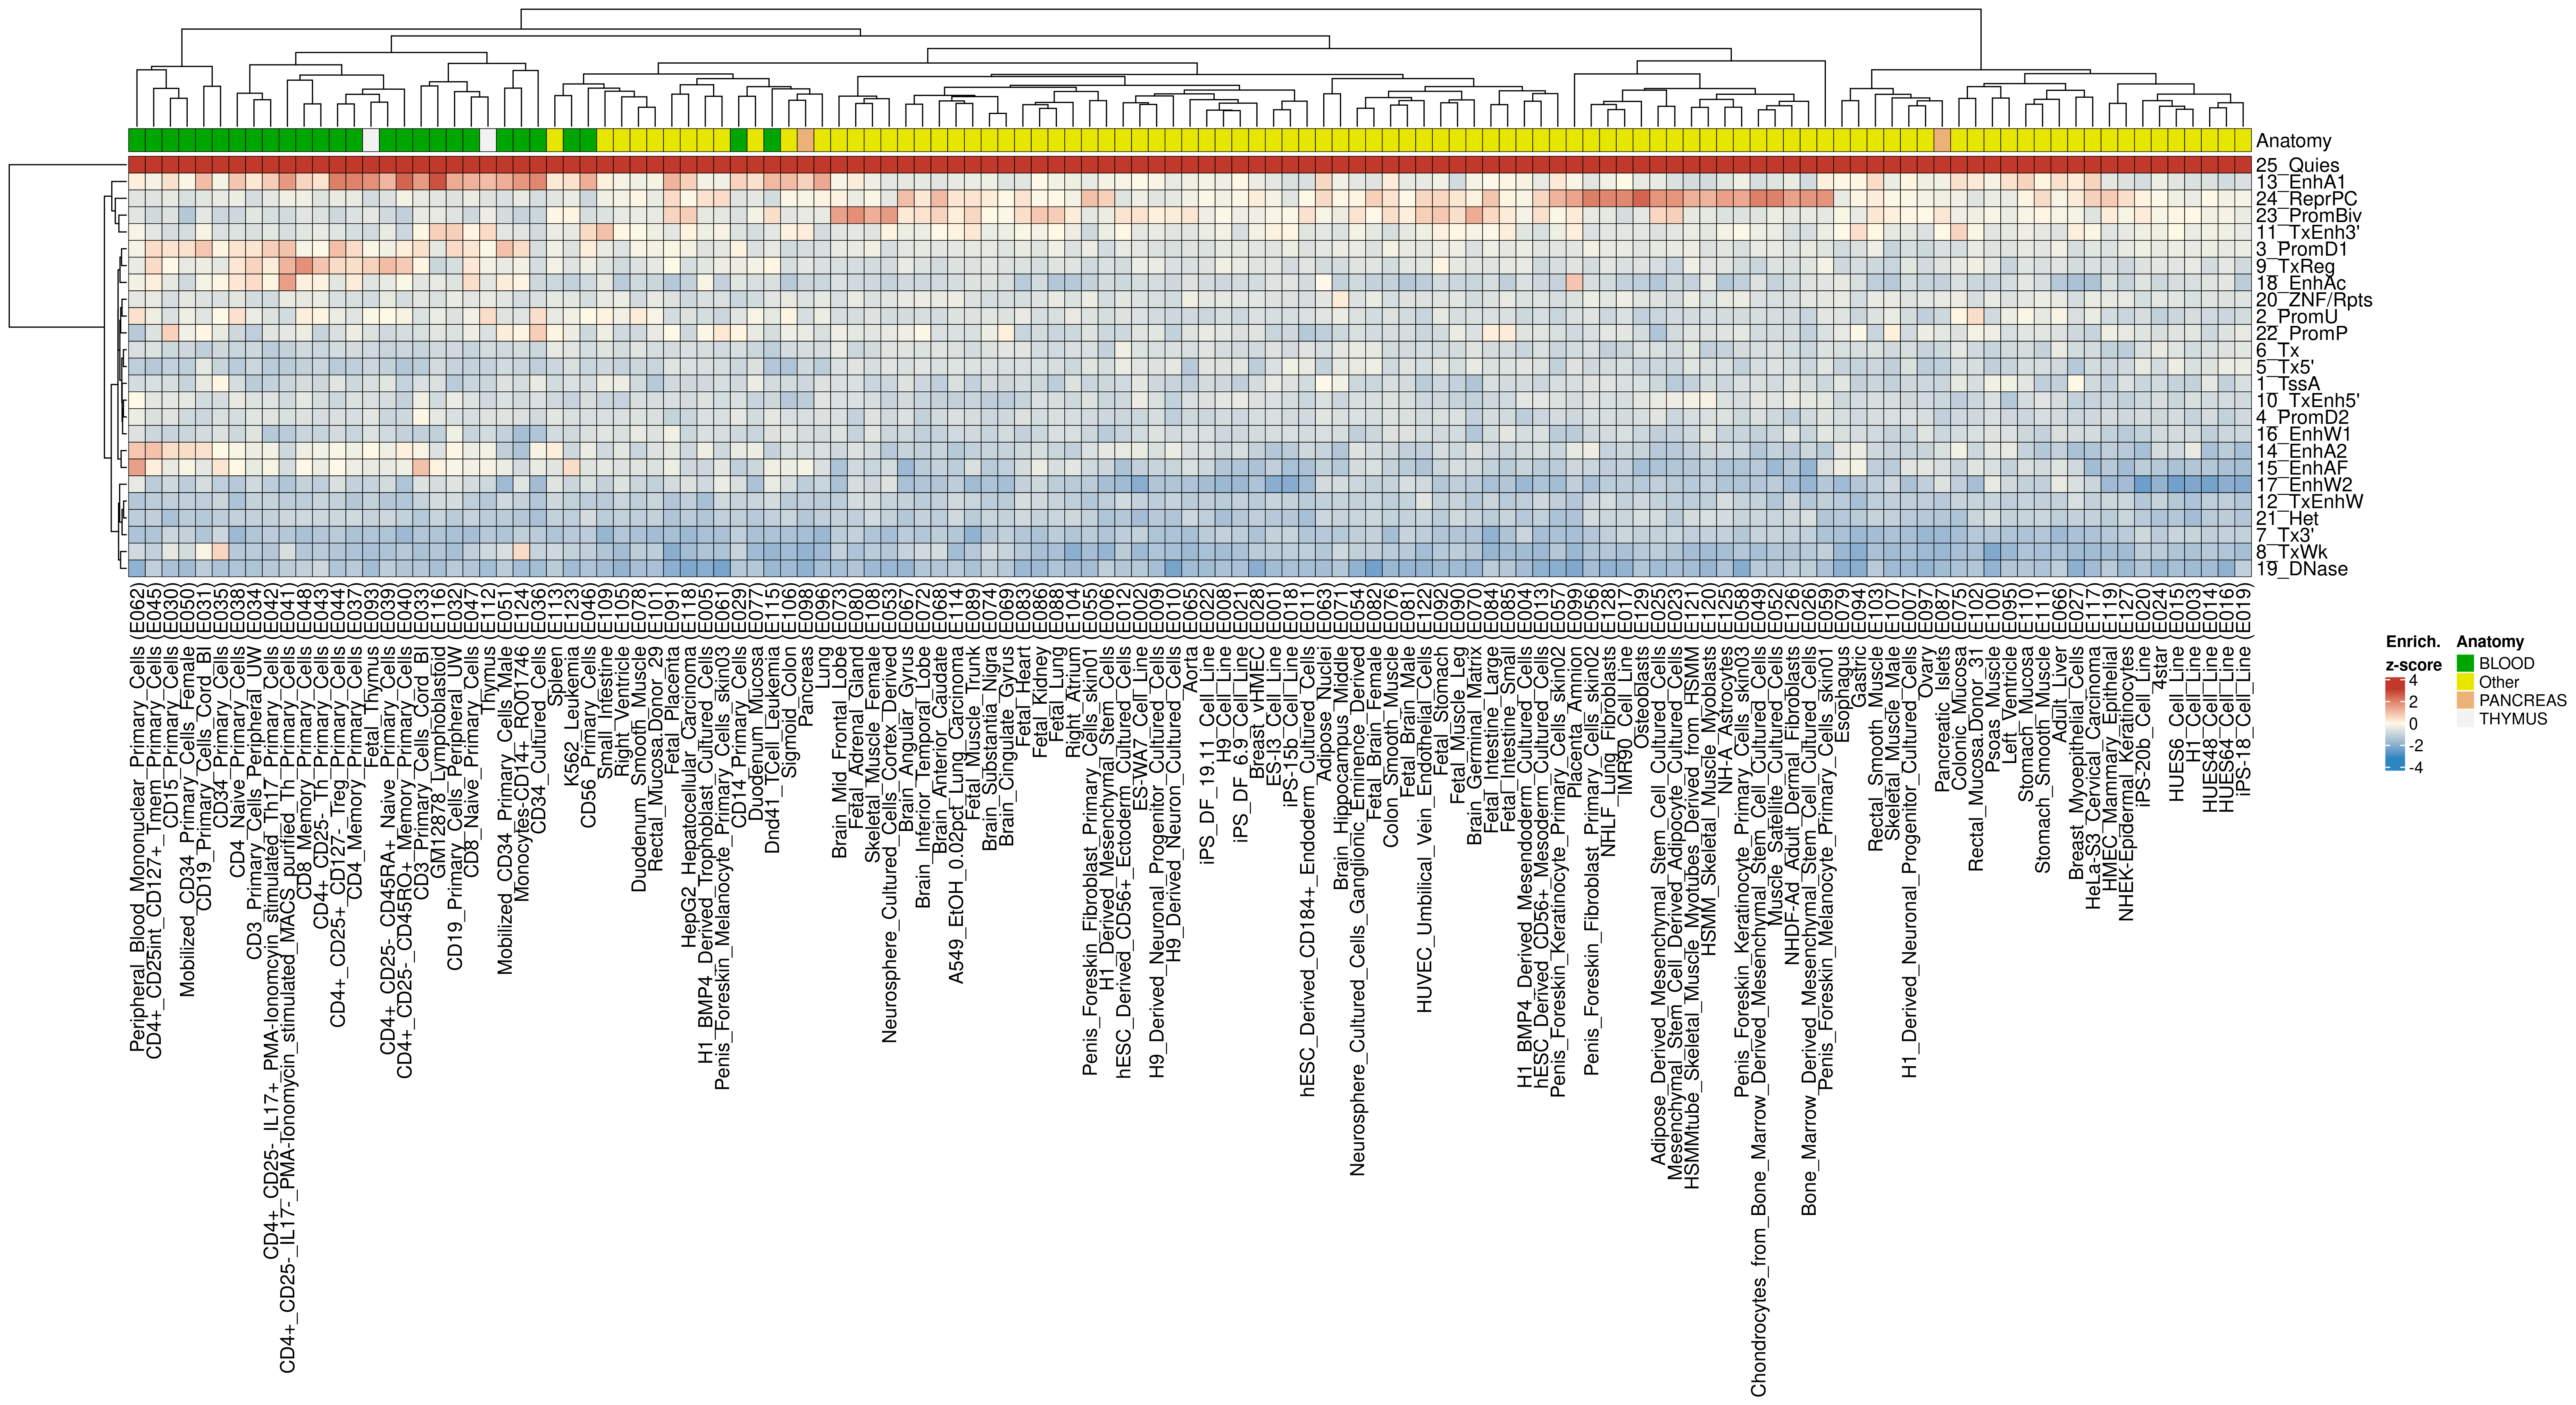 Anatomy
25_Quies
13_EnhA1
24_ReprPC
23_PromBiv
11_TxEnh3'
3_PromD1
9_TxReg
18_EnhAc
20_ZNF/Rpts
2_PromU
22_PromP
6_Tx
5_Tx5'
1_TssA
10_TxEnh5'
4_PromD2
16_EnhW1
14_EnhA2
15_EnhAF
17_EnhW2
12_TxEnhW
21_Het
7_Tx3'
8_TxWk
19_DNase
Peripheral_Blood_Mononuclear_Primary_Cells (E062)
CD4+_CD25int_CD127+_Tmem_Primary_Cells (E045)
CD15_Primary_Cells (E030)
Mobilized_CD34_Primary_Cells_Female (E050)
CD19_Primary_Cells_Cord_BI (E031)
CD34_Primary_Cells (E035)
CD4_Naive_Primary_Cells (E038)
CD3_Primary_Cells_Peripheral_UW (E034)
CD4+_CD25-_IL17+_PMA-Ionomycin_stimulated_Th17_Primary_Cells (E042)
CD4+_CD25-_IL17-_PMA-Ionomycin_stimulated_MACS_purified_Th_Primary_Cells (E041)
CD8_Memory_Primary_Cells (E048)
CD4+_CD25-_Th_Primary_Cells (E043)
CD4+_CD25+_CD127-_Treg_Primary_Cells (E044)
CD4_Memory_Primary_Cells (E037)
Fetal_Thymus (E093)
CD4+_CD25-_CD45RA+_Naive_Primary_Cells (E039)
CD4+_CD25-_CD45RO+_Memory_Primary_Cells (E040)
CD3_Primary_Cells_Cord_BI (E033)
GM12878_Lymphoblastoid (E116)
CD19_Primary_Cells_Peripheral_UW (E032)
CD8_Naive_Primary_Cells (E047)
Thymus (E112)
Mobilized_CD34_Primary_Cells_Male (E051)
Monocytes-CD14+_RO01746 (E124)
CD34_Cultured_Cells (E036)
Spleen (E113)
K562_Leukemia (E123)
CD56_Primary_Cells (E046)
Small_Intestine (E109)
Right_Ventricle (E105)
Duodenum_Smooth_Muscle (E078)
Rectal_Mucosa.Donor_29 (E101)
Fetal_Placenta (E091)
HepG2_Hepatocellular_Carcinoma (E118)
H1_BMP4_Derived_Trophoblast_Cultured_Cells (E005)
Penis_Foreskin_Melanocyte_Primary_Cells_skin03 (E061)
CD14_Primary_Cells (E029)
Duodenum_Mucosa (E077)
Dnd41_TCell_Leukemia (E115)
Sigmoid_Colon (E106)
Pancreas (E098)
Lung (E096)
Brain_Mid_Frontal_Lobe (E073)
Fetal_Adrenal_Gland (E080)
Skeletal_Muscle_Female (E108)
Neurosphere_Cultured_Cells_Cortex_Derived (E053)
Brain_Angular_Gyrus (E067)
Brain_Inferior_Temporal_Lobe (E072)
Brain_Anterior_Caudate (E068)
A549_EtOH_0.02pct_Lung_Carcinoma (E114)
Fetal_Muscle_Trunk (E089)
Brain_Substantia_Nigra (E074)
Brain_Cingulate_Gyrus (E069)
Fetal_Heart (E083)
Fetal_Kidney (E086)
Fetal_Lung (E088)
Right_Atrium (E104)
Penis_Foreskin_Fibroblast_Primary_Cells_skin01 (E055)
H1_Derived_Mesenchymal_Stem_Cells (E006)
hESC_Derived_CD56+_Ectoderm_Cultured_Cells (E012)
ES-WA7_Cell_Line (E002)
H9_Derived_Neuronal_Progenitor_Cultured_Cells (E009)
H9_Derived_Neuron_Cultured_Cells (E010)
Aorta (E065)
iPS_DF_19.11_Cell_Line (E022)
H9_Cell_Line (E008)
iPS_DF_6.9_Cell_Line (E021)
Breast_vHMEC (E028)
ES-I3_Cell_Line (E001)
iPS-15b_Cell_Line (E018)
hESC_Derived_CD184+_Endoderm_Cultured_Cells (E011)
Adipose_Nuclei (E063)
Brain_Hippocampus_Middle (E071)
Neurosphere_Cultured_Cells_Ganglionic_Eminence_Derived (E054)
Fetal_Brain_Female (E082)
Colon_Smooth_Muscle (E076)
Fetal_Brain_Male (E081)
HUVEC_Umbilical_Vein_Endothelial_Cells (E122)
Fetal_Stomach (E092)
Fetal_Muscle_Leg (E090)
Brain_Germinal_Matrix (E070)
Fetal_Intestine_Large (E084)
Fetal_Intestine_Small (E085)
H1_BMP4_Derived_Mesendoderm_Cultured_Cells (E004)
hESC_Derived_CD56+_Mesoderm_Cultured_Cells (E013)
Penis_Foreskin_Keratinocyte_Primary_Cells_skin02 (E057)
Placenta_Amnion (E099)
Penis_Foreskin_Fibroblast_Primary_Cells_skin02 (E056)
NHLF_Lung_Fibroblasts (E128)
IMR90_Cell_Line (E017)
Osteoblasts (E129)
Adipose_Derived_Mesenchymal_Stem_Cell_Cultured_Cells (E025)
Mesenchymal_Stem_Cell_Derived_Adipocyte_Cultured_Cells (E023)
HSMMtube_Skeletal_Muscle_Myotubes_Derived_from_HSMM (E121)
HSMM_Skeletal_Muscle_Myoblasts (E120)
NH-A_Astrocytes (E125)
Penis_Foreskin_Keratinocyte_Primary_Cells_skin03 (E058)
Chondrocytes_from_Bone_Marrow_Derived_Mesenchymal_Stem_Cell_Cultured_Cells (E049)
Muscle_Satellite_Cultured_Cells (E052)
NHDF-Ad_Adult_Dermal_Fibroblasts (E126)
Bone_Marrow_Derived_Mesenchymal_Stem_Cell_Cultured_Cells (E026)
Penis_Foreskin_Melanocyte_Primary_Cells_skin01 (E059)
Esophagus (E079)
Gastric (E094)
Rectal_Smooth_Muscle (E103)
Skeletal_Muscle_Male (E107)
H1_Derived_Neuronal_Progenitor_Cultured_Cells (E007)
Ovary (E097)
Pancreatic_Islets (E087)
Colonic_Mucosa (E075)
Rectal_Mucosa.Donor_31 (E102)
Psoas_Muscle (E100)
Left_Ventricle (E095)
Stomach_Mucosa (E110)
Stomach_Smooth_Muscle (E111)
Adult_Liver (E066)
Breast_Myoepithelial_Cells (E027)
HeLa-S3_Cervical_Carcinoma (E117)
HMEC_Mammary_Epithelial (E119)
NHEK-Epidermal_Keratinocytes (E127)
iPS-20b_Cell_Line (E020)
4star (E024)
HUES6_Cell_Line (E015)
H1_Cell_Line (E003)
HUES48_Cell_Line (E014)
HUES64_Cell_Line (E016)
iPS-18_Cell_Line (E019)
Enrich.
z-score
4
2
0
-2
-4
Anatomy
BLOOD
Other
PANCREAS
THYMUS